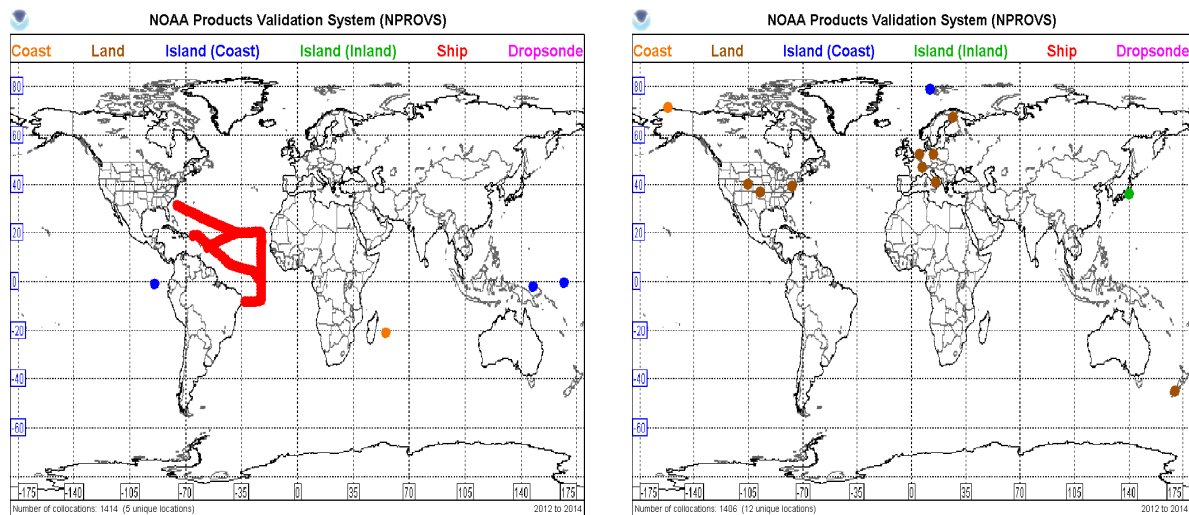 NOAA Products Validation System (NPROVS)
Coast Land Island (Coast) Island (Inland) Ship Dropsonde
80
60
40
20
0
-20
-40
-60
-175 -140 -105 -70 -35 0 35 70 105 140 175
Number of collocations: 1414 (5 unique locations) 2012 to 2014
NOAA Products Validation System (NPROVS)
Coast Land Island (Coast) Island (Inland) Ship Dropsonde
80
60
40
20
0
-20
-40
-60
-175 -140 -105 -70 -35 0 35 70 105 140 175
Number of collocations: 1406 (12 unique locations) 2012 to 2014